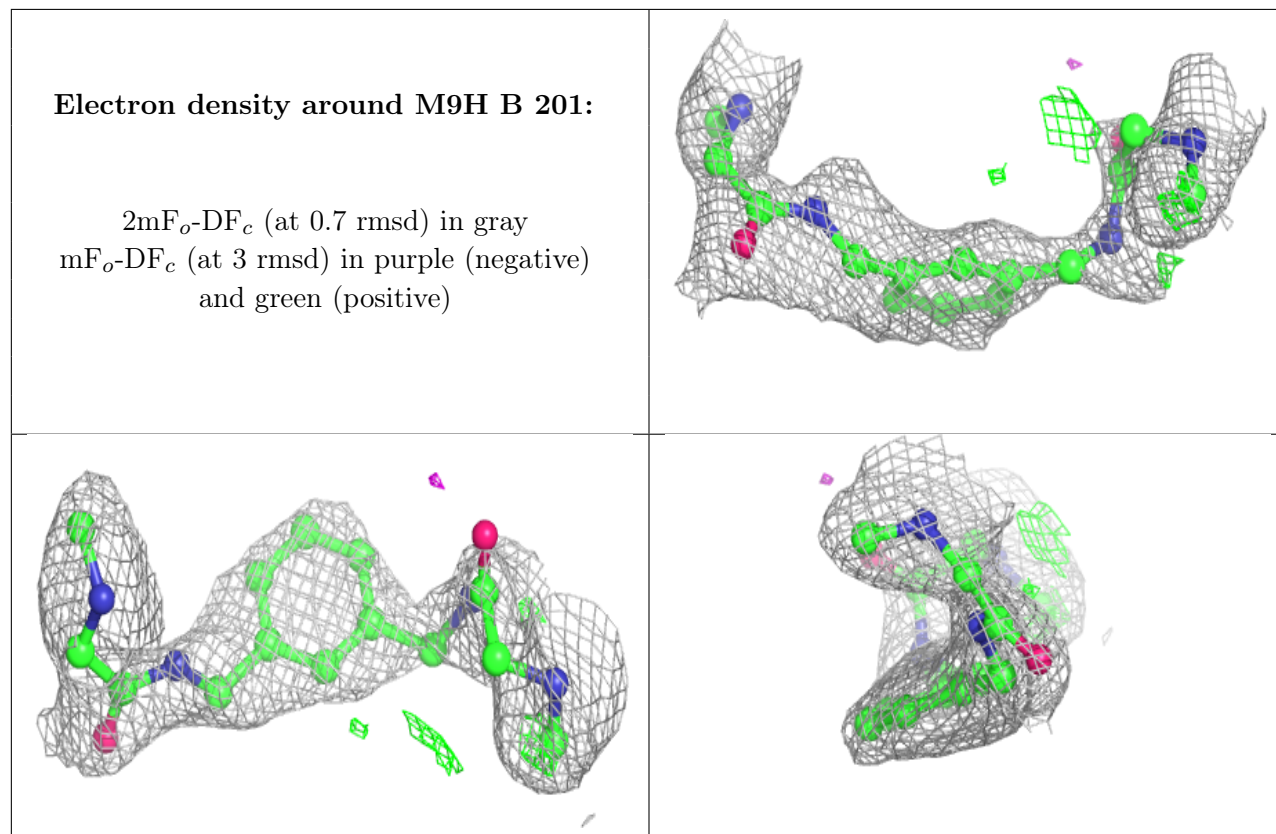 Electron density around M9H B 201:
2mFo-DFc (at 0.7 rmsd) in gray
mFo-DFc (at 3 rmsd) in purple (negative)
and green (positive)